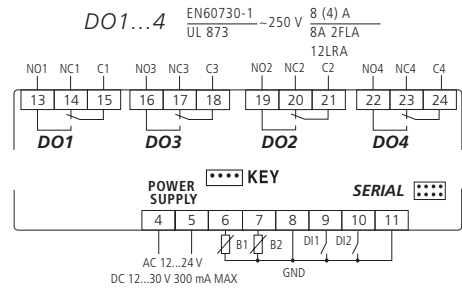 DO1...4 EN60730-1 ~250 V 8 (4) A
UL 873 8A 2FLA
12LRA
NO1 NC1 C1 NO3 NC3 C3 NO2 NC2 C2 NO4 NC4 C4
13 14 15 16 17 18 19 20 21 22 23 24
DO1 DO3 DO2 DO4
KEY
POWER
SUPPLY
SERIAL
4 5 6 7 8 9 10 11
B1 B2 DI1 DI2
AC 12...24 V
GND
DC 12...30 V 300 mA MAX